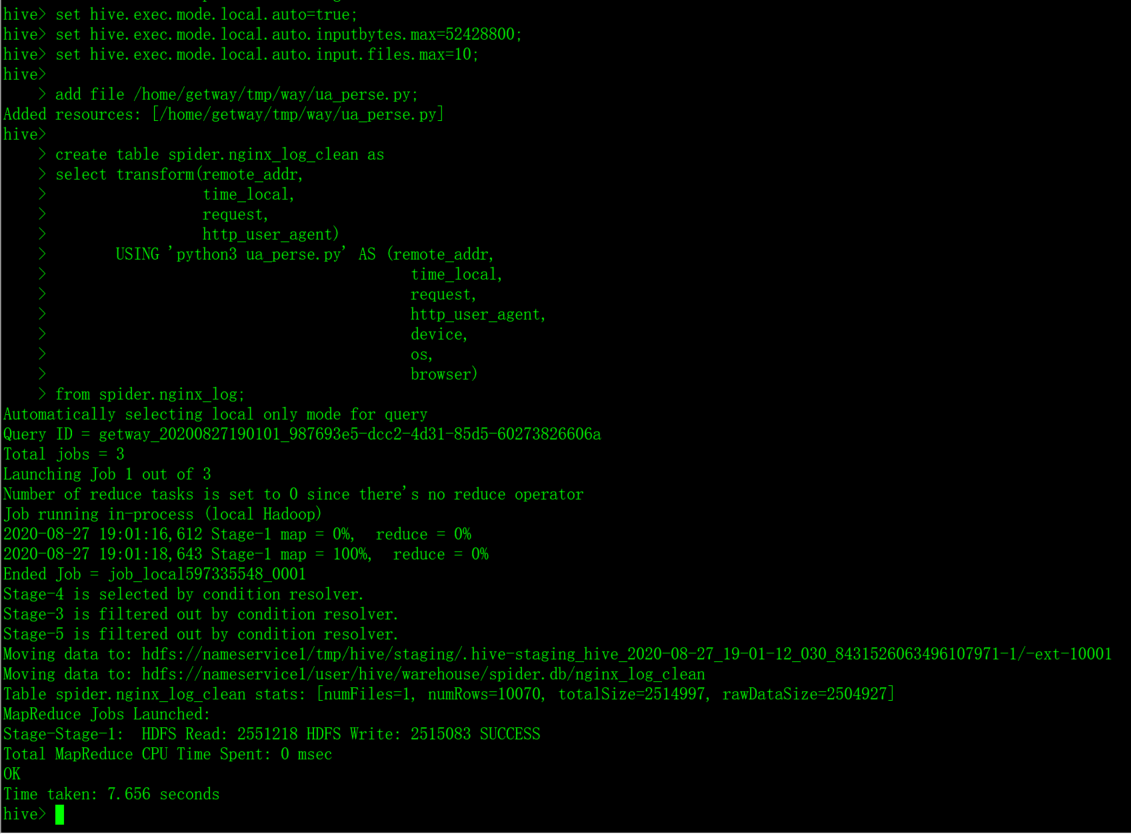 hive> set hive.exec.mode.local.auto=true;
hive> set hive.exec.mode.local.auto.inputbytes.max=52428800;
hive> set hive.exec.mode.local.auto.input.files.max=10;
hive>
    > add file /home/getway/tmp/way/ua_perse.py;
Added resources: [/home/getway/tmp/way/ua_perse.py]
hive>
    > create table spider.nginx_log_clean as
    > select transform(remote_addr,
    >                  time_local,
    >                  request,
    >                  http_user_agent)
    >        USING 'python3 ua_perse.py' AS (remote_addr,
    >                                          time_local,
    >                                          request,
    >                                          http_user_agent,
    >                                          device,
    >                                          os,
    >                                          browser)
    > from spider.nginx_log;
Automatically selecting local only mode for query
Query ID = getway_20200827190101_987693e5-dcc2-4d31-85d5-60273826606a
Total jobs = 3
Launching Job 1 out of 3
Number of reduce tasks is set to 0 since there's no reduce operator
Job running in-process (local Hadoop)
2020-08-27 19:01:16,612 Stage-1 map = 0%,  reduce = 0%
2020-08-27 19:01:18,643 Stage-1 map = 100%,  reduce = 0%
Ended Job = job_local597335548_0001
Stage-4 is selected by condition resolver.
Stage-3 is filtered out by condition resolver.
Stage-5 is filtered out by condition resolver.
Moving data to: hdfs://nameservice1/tmp/hive/staging/.hive-staging_hive_2020-08-27_19-01-12_030_8431526063496107971-1/-ext-10001
Moving data to: hdfs://nameservice1/user/hive/warehouse/spider.db/nginx_log_clean
Table spider.nginx_log_clean stats: [numFiles=1, numRows=10070, totalSize=2514997, rawDataSize=2504927]
MapReduce Jobs Launched:
Stage-Stage-1:  HDFS Read: 2551218 HDFS Write: 2515083 SUCCESS
Total MapReduce CPU Time Spent: 0 msec
OK
Time taken: 7.656 seconds
hive>